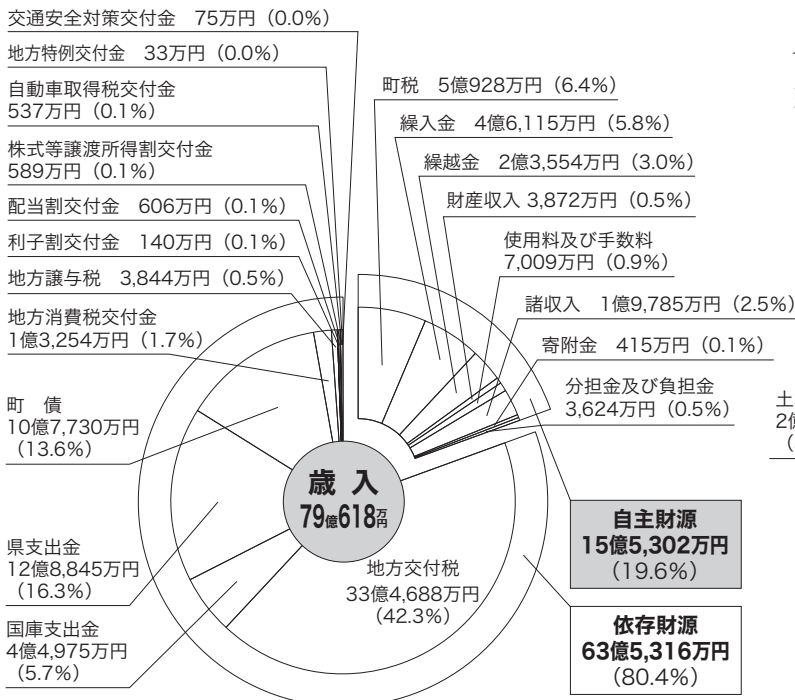 交通安全対策交付金　75万円（0.0%）
地方特例交付金　33万円（0.0%）
自動車取得税交付金
537万円（0.1%）
株式等譲渡所得割交付金
589万円（0.1%）
配当割交付金　606万円（0.1%）
利子割交付金　140万円（0.1%）
地方譲与税　3,844万円（0.5%）
地方消費税交付金
1億3,254万円（1.7%）
町　債
10億7,730万円
（13.6%）
県支出金
12億8,845万円
（16.3%）
国庫支出金
4億4,975万円
（5.7%）
町税　5億928万円（6.4%）
繰入金　4億6,115万円（5.8%）
繰越金　2億3,554万円（3.0%）
財産収入 3,872万円（0.5%）
使用料及び手数料
7,009万円（0.9%）
諸収入　1億9,785万円（2.5%）
寄附金　415万円（0.1%）
分担金及び負担金
3,624万円（0.5%）
歳　入
79億618万円
地方交付税
33億4,688万円
（42.3%）
自主財源
15億5,302万円
（19.6%）
依存財源
63億5,316万円
（80.4%）
土
2億
（